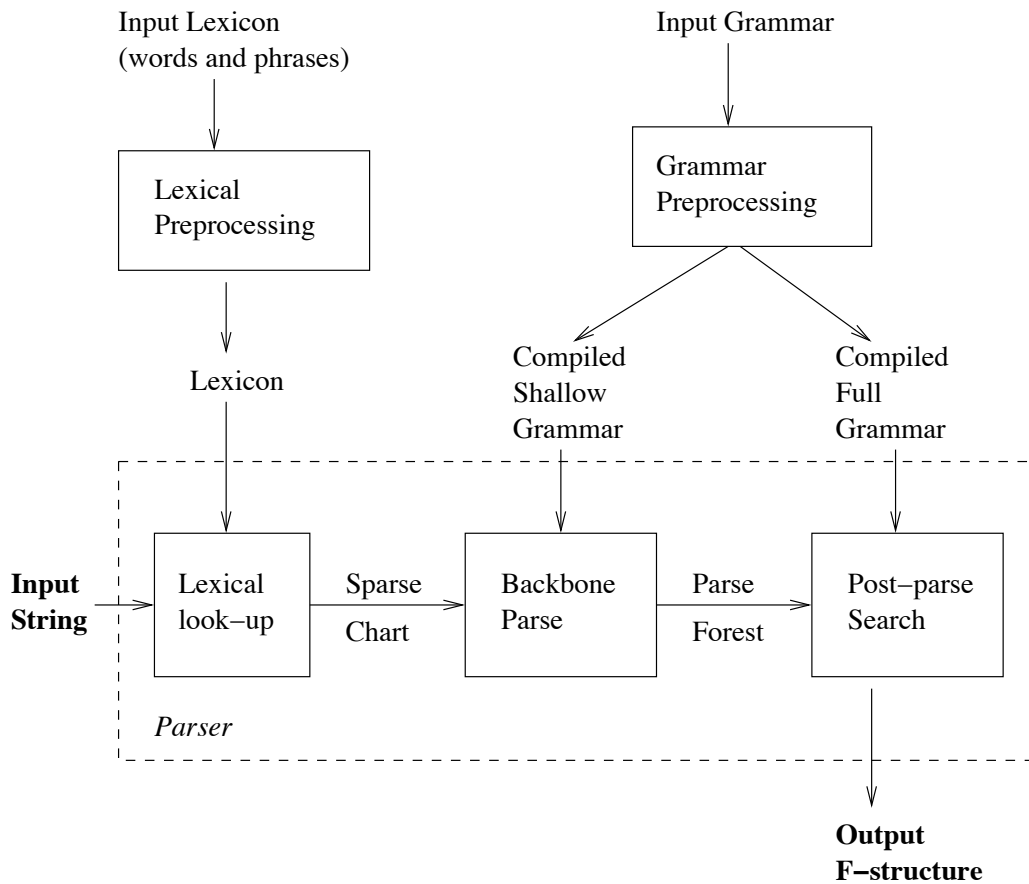 Input Lexicon
(words and phrases)
Input Grammar
Lexical
Preprocessing
Grammar
Preprocessing
Lexicon
Compiled
Shallow
Grammar
Compiled
Full
Grammar
Input
String
Lexical
look−up
Sparse
Chart
Backbone
Parse
Parse
Forest
Post−parse
Search
Parser
Output
F−structure